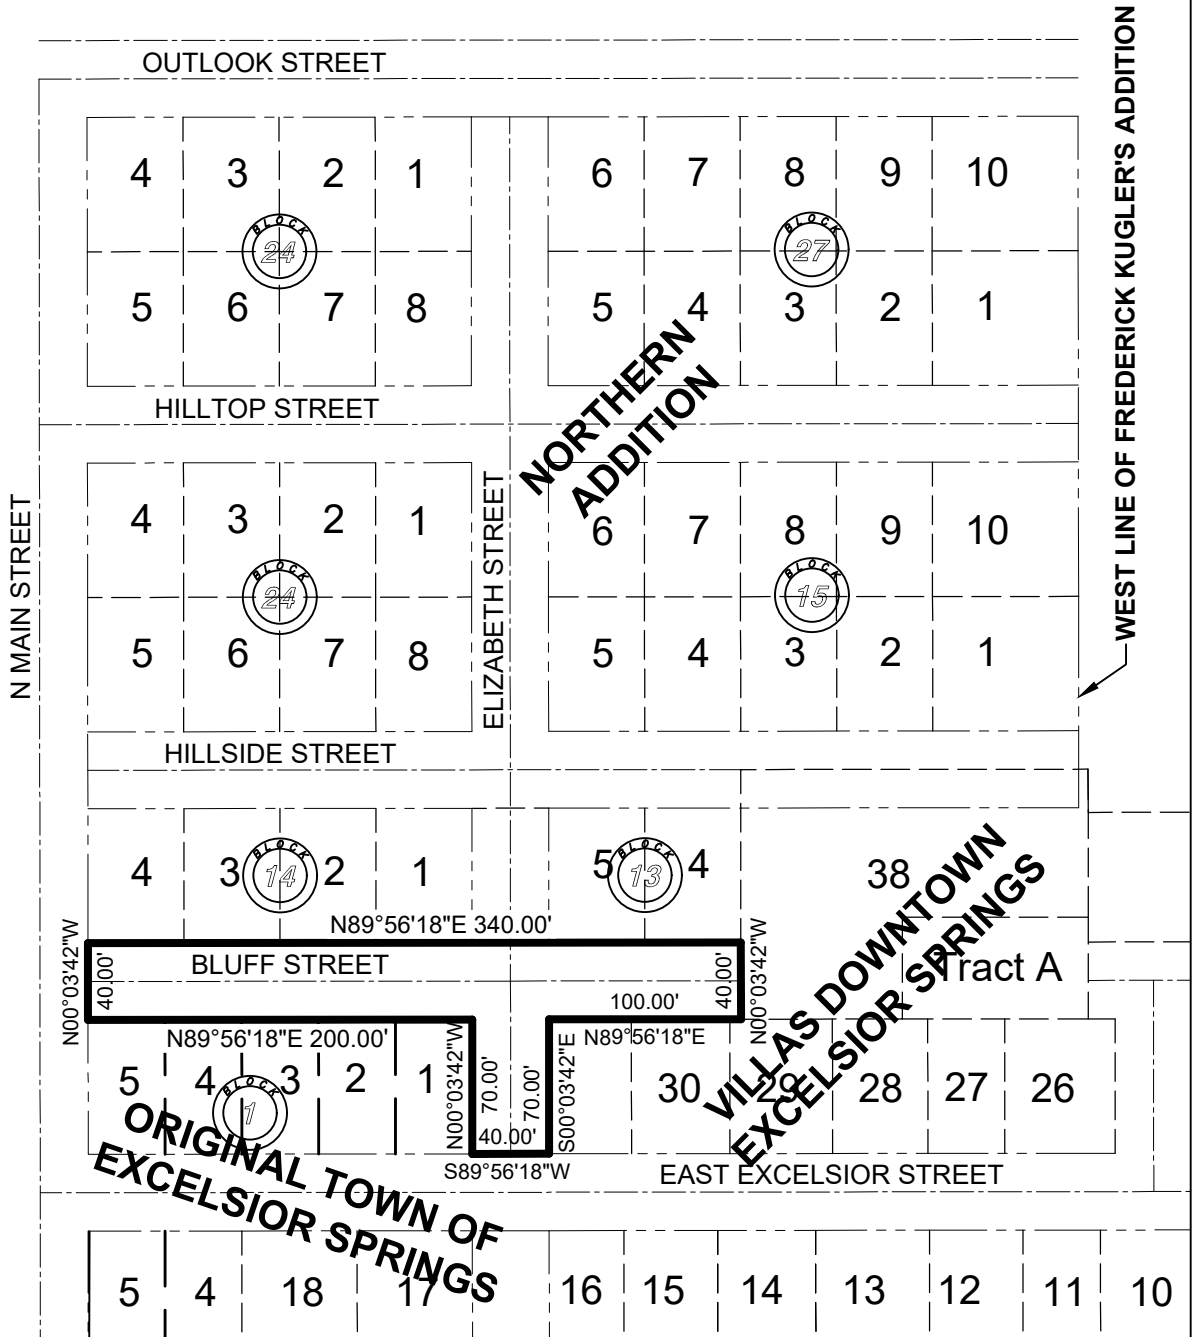 OUTLOOK STREET
4 3 2 1
BLOCK
24
5 6 7 8
6 7 8 9 10
BLOCK
27
5 4 3 2 1
WEST LINE OF FREDERICK KUGLER'S ADDITION
HILLTOP STREET
NORTHERN
ADDITION
N MAIN STREET
ELIZABETH STREET
4 3 2 1
BLOCK
24
5 6 7 8
6 7 8 9 10
BLOCK
15
5 4 3 2 1
HILLSIDE STREET
4 3 2 1
BLOCK
14
5 4
BLOCK
13
38
Tract A
VILLAS DOWNTOWN
EXCELSIOR SPRINGS
N89°56'18"E 340.00'
N00°03'42"W
40.00'
BLUFF STREET
100.00'
40.00'
N00°03'42"W
N89°56'18"E 200.00'
N89°56'18"E
N00°03'42"W
70.00'
70.00'
S00°03'42"E
40.00'
S89°56'18"W
5 4 3 2 1
BLOCK
1
30 29 28 27 26
ORIGINAL TOWN OF
EXCELSIOR SPRINGS
EAST EXCELSIOR STREET
5 4 18 17 16 15 14 13 12 11 10